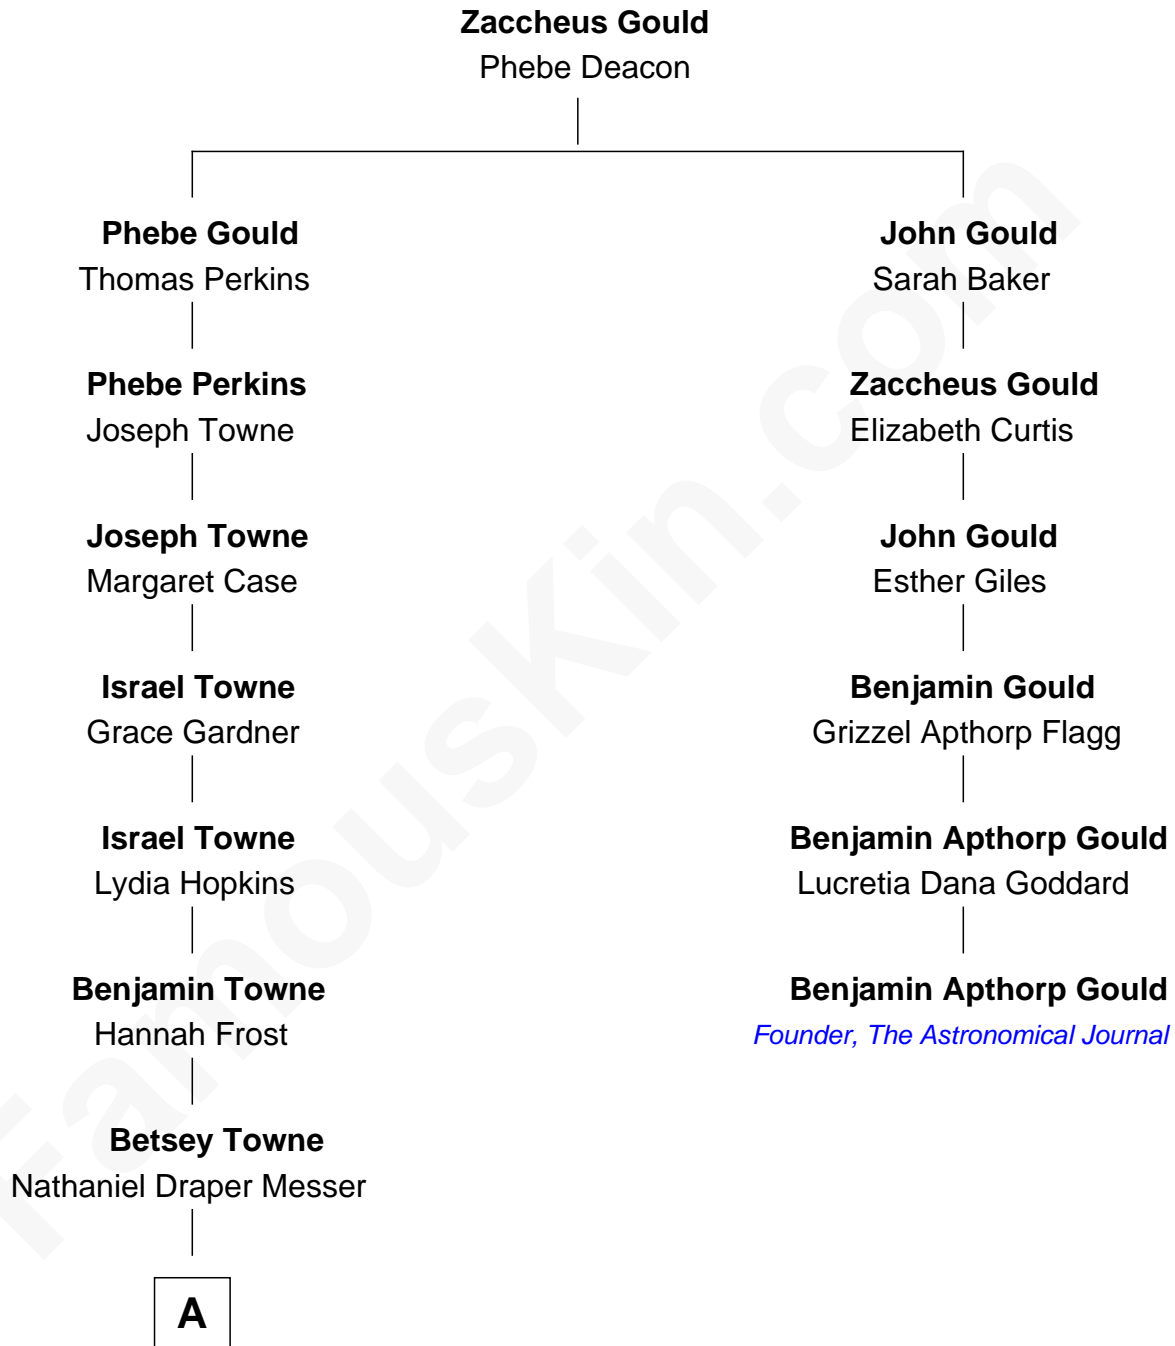 Zaccheus Gould
Phebe Deacon
Phebe Gould
Thomas Perkins
John Gould
Sarah Baker
Phebe Perkins
Joseph Towne
Zaccheus Gould
Elizabeth Curtis
Joseph Towne
Margaret Case
John Gould
Esther Giles
Israel Towne
Grace Gardner
Benjamin Gould
Grizzel Apthorp Flagg
Israel Towne
Lydia Hopkins
Benjamin Apthorp Gould
Lucretia Dana Goddard
Benjamin Towne
Hannah Frost
Benjamin Apthorp Gould
Founder, The Astronomical Journal
Betsey Towne
Nathaniel Draper Messer
A
FamousKin.com